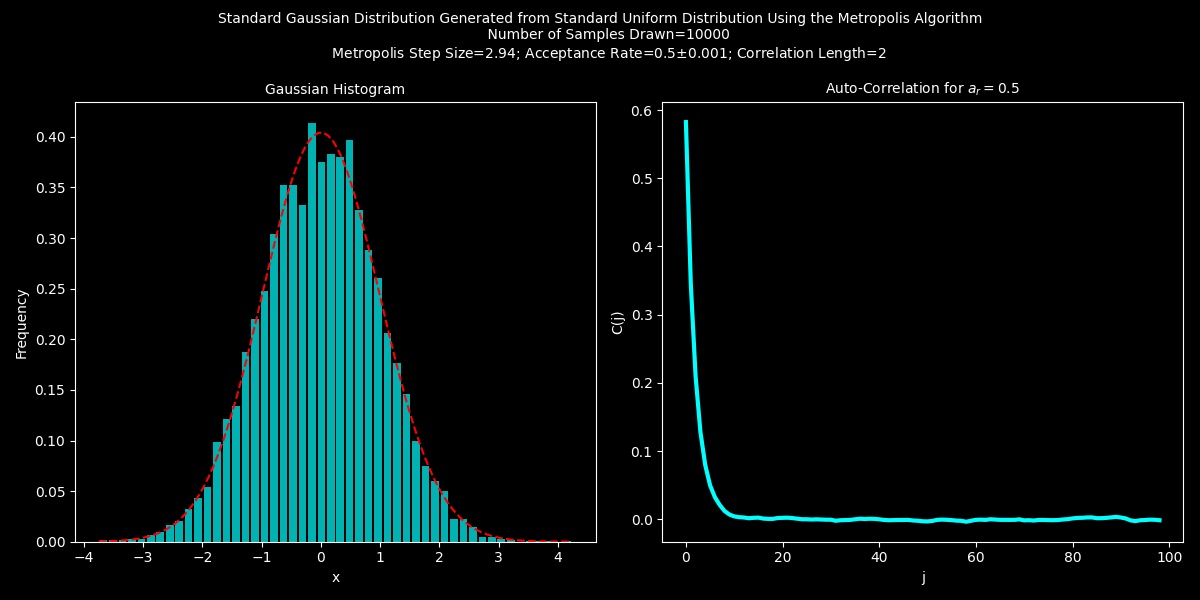 Standard Gaussian Distribution Generated from Standard Uniform Distribution Using the Metropolis Algorithm
Number of Samples Drawn=10000
Metropolis Step Size=2.94; Acceptance Rate=0.5±0.001; Correlation Length=2
Gaussian Histogram
0.40
0.35
0.30
0.25
0.20
0.15
0.10
0.05
0.00
Frequency
−4 −3 −2 −1 0 1 2 3 4
x
Auto-Correlation for aᵣ = 0.5
0.6
0.5
0.4
0.3
0.2
0.1
0.0
C(j)
0 20 40 60 80 100
j